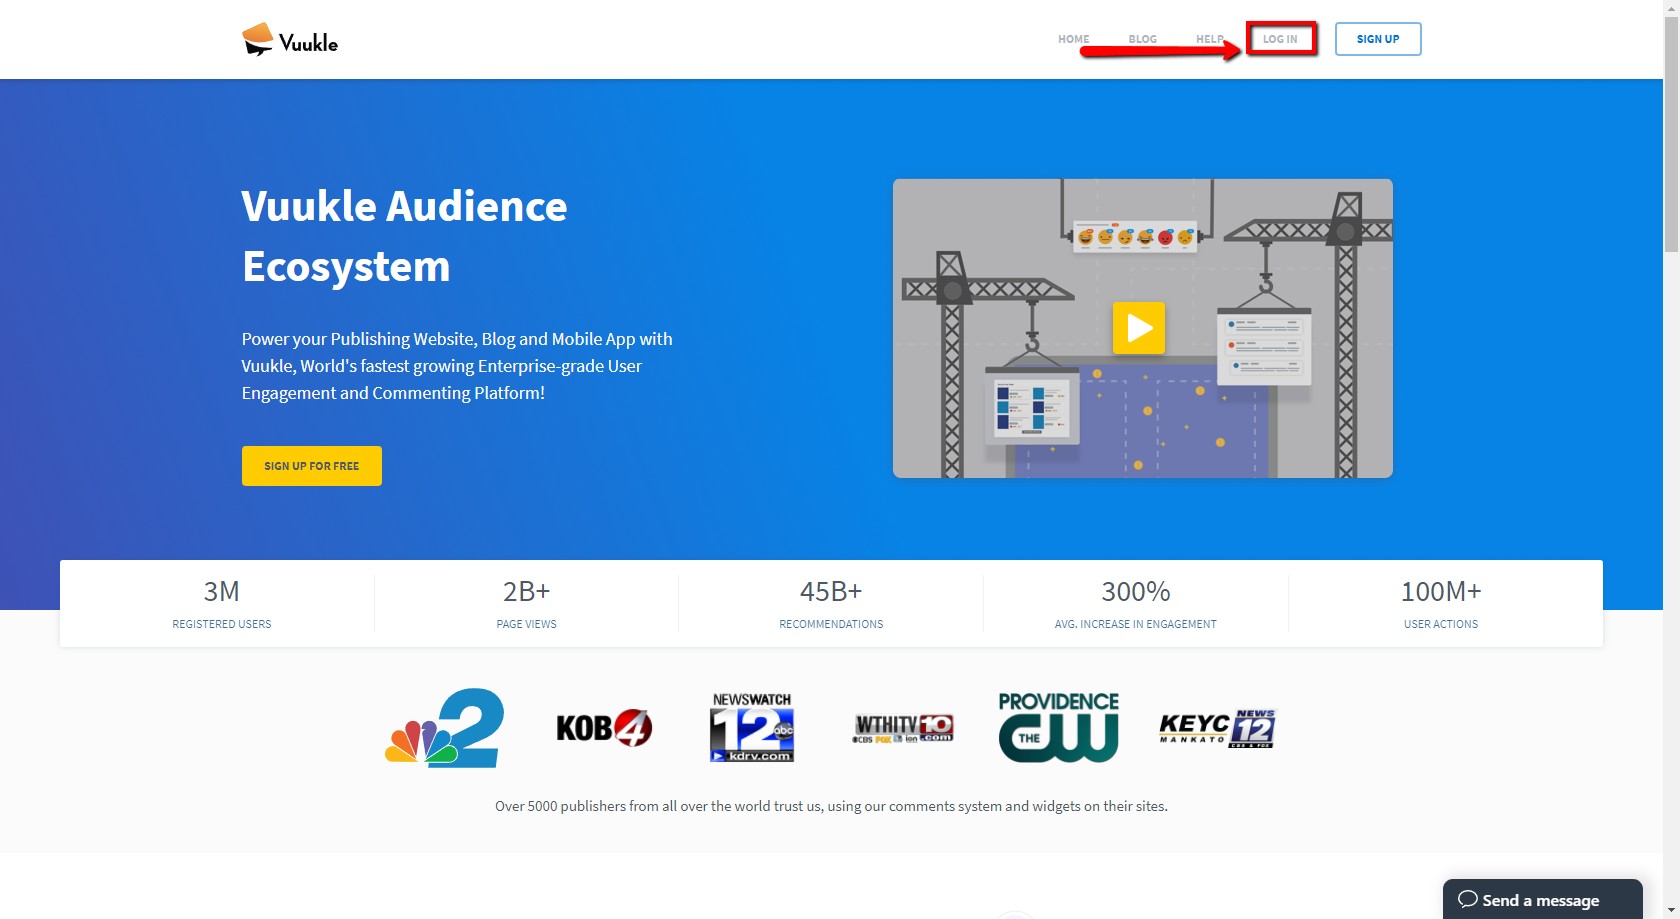 Vuukle
HOME
BLOG
HELP
LOG IN
SIGN UP
Vuukle Audience
Ecosystem
Power your Publishing Website, Blog and Mobile App with
Vuukle, World's fastest growing Enterprise-grade User
Engagement and Commenting Platform!
SIGN UP FOR FREE
3M
REGISTERED USERS
2B+
PAGE VIEWS
45B+
RECOMMENDATIONS
300%
AVG. INCREASE IN ENGAGEMENT
100M+
USER ACTIONS
2
KOB 4
NEWSWATCH
12
abc
kdrv.com
WTHITV 10
CBS FOX ion .com
PROVIDENCE
THE CW
KEYC NEWS
MANKATO 12
CBS & FOX
Over 5000 publishers from all over the world trust us, using our comments system and widgets on their sites.
Send a message